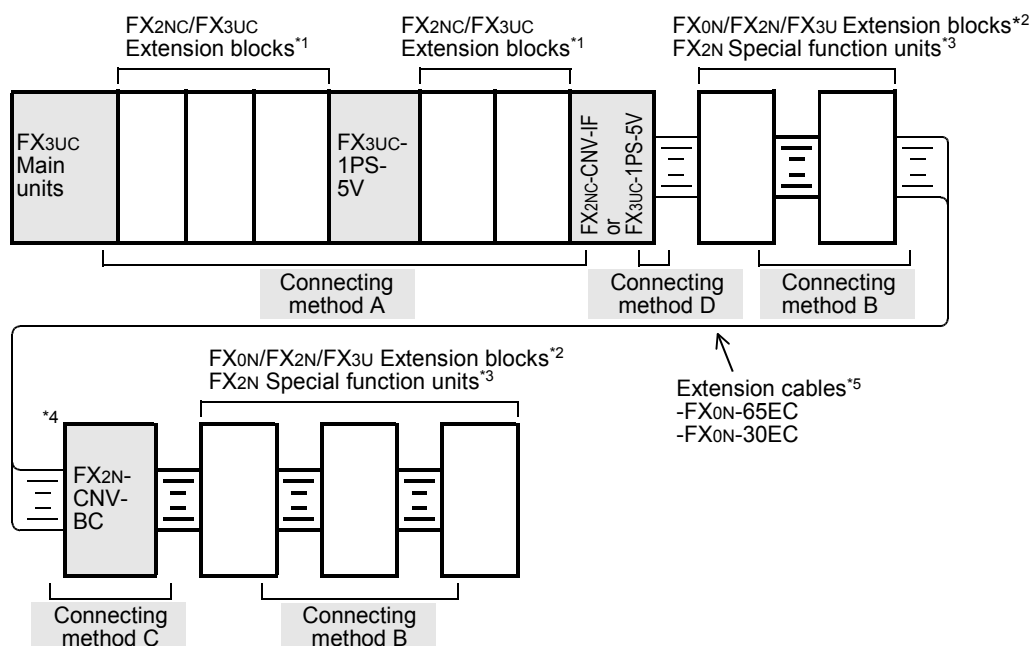 FX2NC/FX3UC
Extension blocks*1
FX2NC/FX3UC
Extension blocks*1
FX0N/FX2N/FX3U Extension blocks*2
FX2N Special function units*3
FX3UC
Main
units
FX3UC-
1PS-
5V
FX2NC-CNV-IF
or
FX3UC-1PS-5V
Connecting
method A
Connecting
method D
Connecting
method B
FX0N/FX2N/FX3U Extension blocks*2
FX2N Special function units*3
Extension cables*5
-FX0N-65EC
-FX0N-30EC
*4
FX2N-
CNV-
BC
Connecting
method C
Connecting
method B